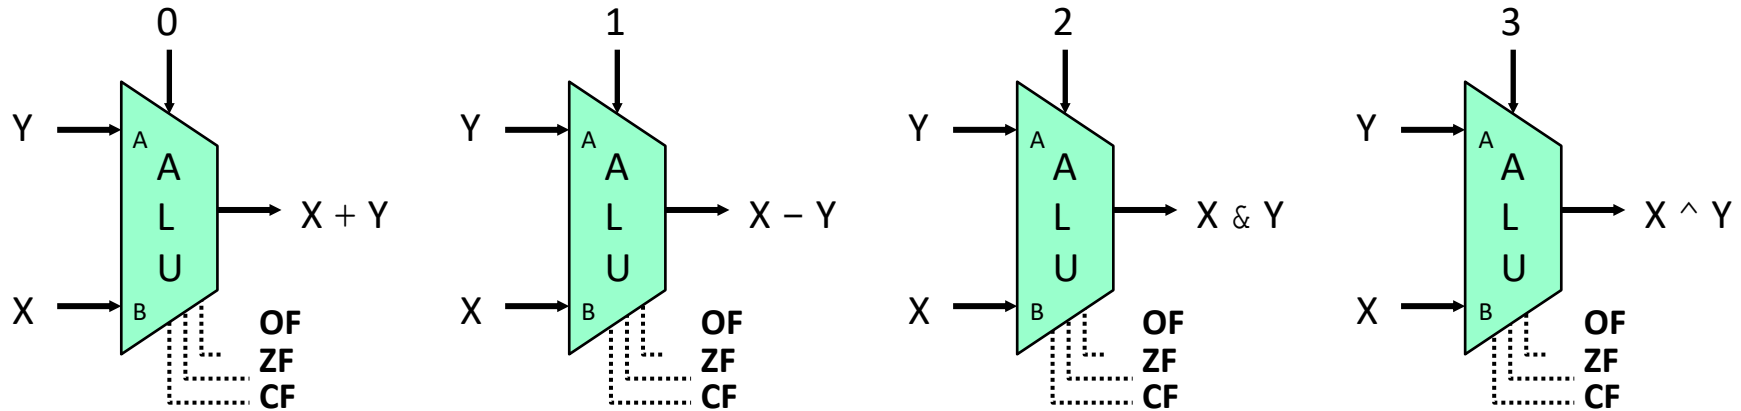 0
Y
A
A
L
U
X + Y
X
B
OF
ZF
CF
1
Y
A
A
L
U
X – Y
X
B
OF
ZF
CF
2
Y
A
A
L
U
X & Y
X
B
OF
ZF
CF
3
Y
A
A
L
U
X ^ Y
X
B
OF
ZF
CF